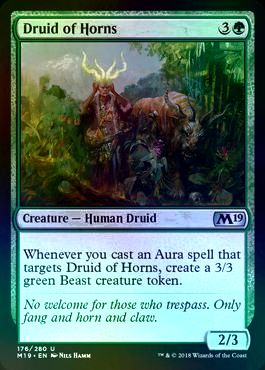 Druid of Horns 3
Creature — Human Druid M19
Whenever you cast an Aura spell that
targets Druid of Horns, create a 3/3
green Beast creature token.
No welcome for those who trespass. Only
fang and horn and claw.
2/3
176/280 U
M19 • EN Nils Hamm ™ & © 2018 Wizards of the Coast